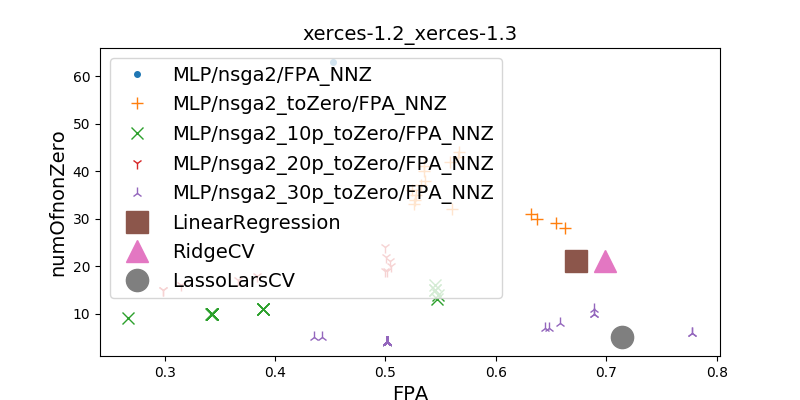 xerces-1.2_xerces-1.3
numOfnonZero
60
50
40
30
20
10
MLP/nsga2/FPA_NNZ
MLP/nsga2_toZero/FPA_NNZ
MLP/nsga2_10p_toZero/FPA_NNZ
MLP/nsga2_20p_toZero/FPA_NNZ
MLP/nsga2_30p_toZero/FPA_NNZ
LinearRegression
RidgeCV
LassoLarsCV
0.3 0.4 0.5 0.6 0.7 0.8
FPA